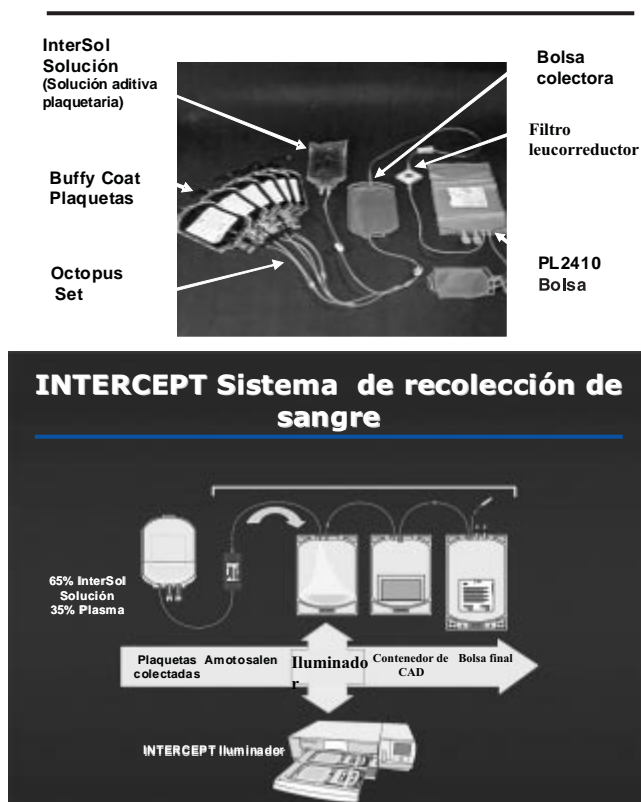 InterSol
Solución
(Solución aditiva
plaquetaria)
Buffy Coat
Plaquetas
Octopus
Set
Bolsa
colectora
Filtro
leucorreductor
PL2410
Bolsa
INTERCEPT Sistema de recolección de
sangre
65% InterSol
Solución
35% Plasma
Plaquetas Amotosalen
colectadas
Iluminado
r
Contenedor de
CAD
Bolsa final
INTERCEPT Iluminador